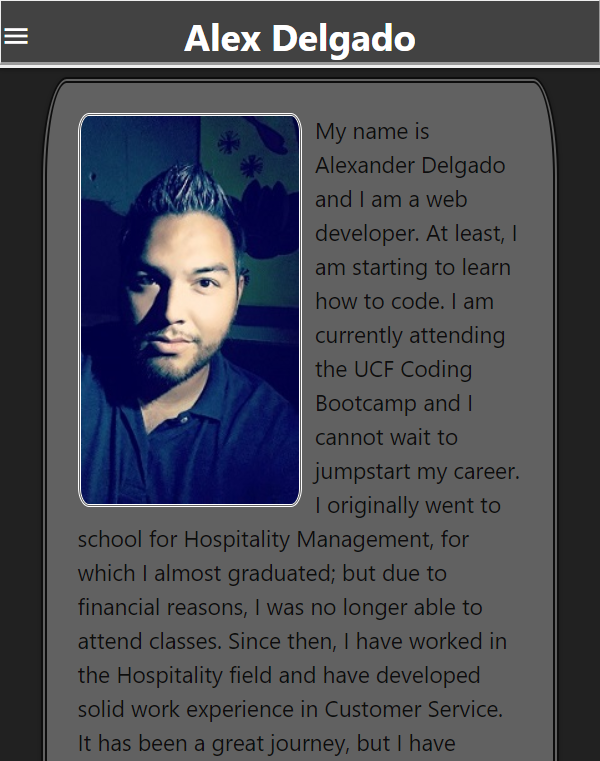 Alex Delgado
My name is
Alexander Delgado
and I am a web
developer. At least, I
am starting to learn
how to code. I am
currently attending
the UCF Coding
Bootcamp and I
cannot wait to
jumpstart my career.
I originally went to
school for Hospitality Management, for
which I almost graduated; but due to
financial reasons, I was no longer able to
attend classes. Since then, I have worked in
the Hospitality field and have developed
solid work experience in Customer Service.
It has been a great journey, but I have